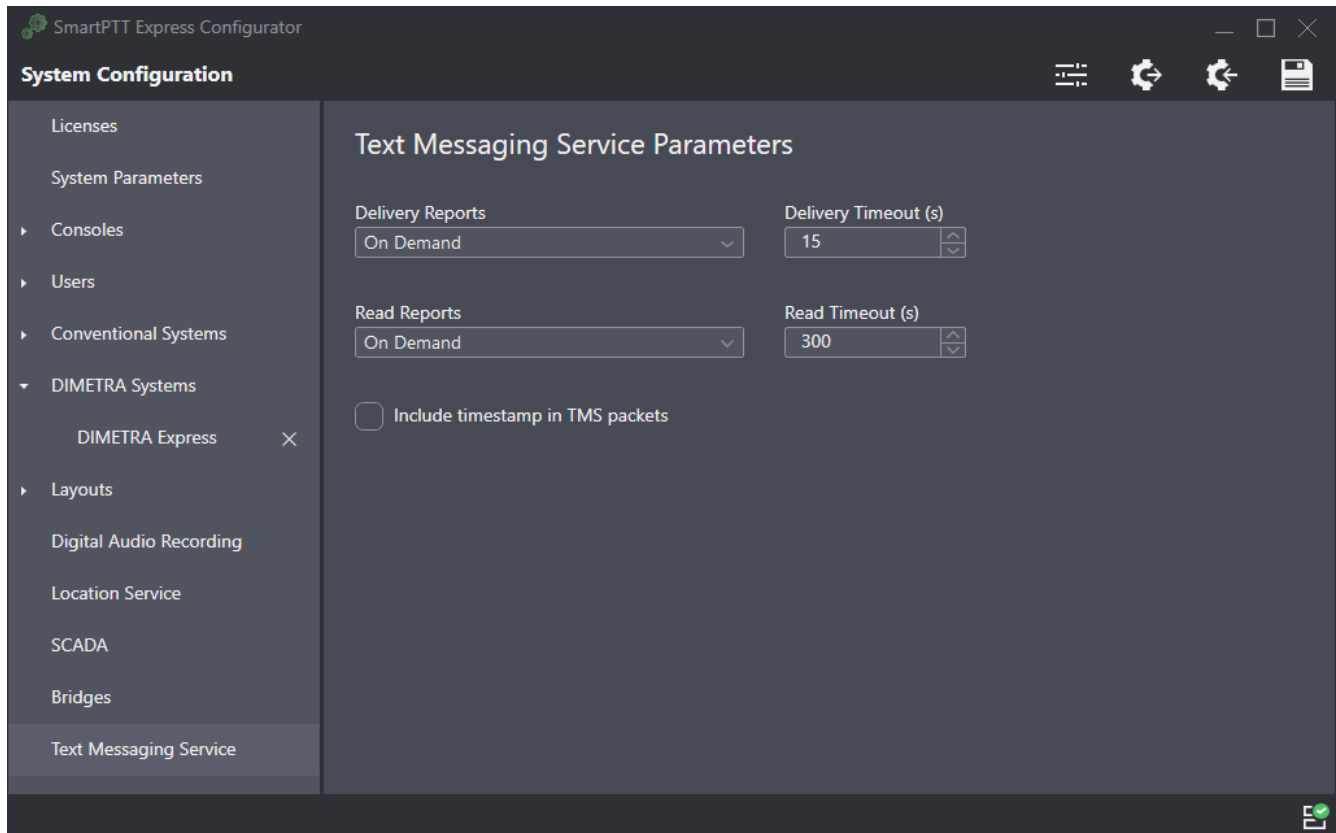 SmartPTT Express Configurator
System Configuration
Licenses
System Parameters
Consoles
Users
Conventional Systems
DIMETRA Systems
DIMETRA Express
Layouts
Digital Audio Recording
Location Service
SCADA
Bridges
Text Messaging Service
Text Messaging Service Parameters
Delivery Reports
On Demand
Delivery Timeout (s)
15
Read Reports
On Demand
Read Timeout (s)
300
Include timestamp in TMS packets